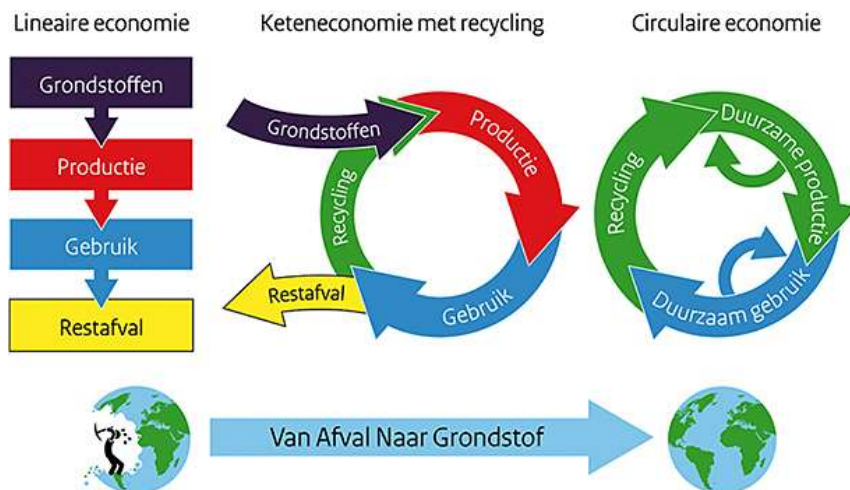 Lineaire economie
Grondstoffen
Productie
Gebruik
Restafval
Keteneconomie met recycling
Grondstoffen
Productie
Gebruik
Recycling
Restafval
Circulaire economie
Duurzame productie
Duurzaam gebruik
Recycling
Van Afval Naar Grondstof